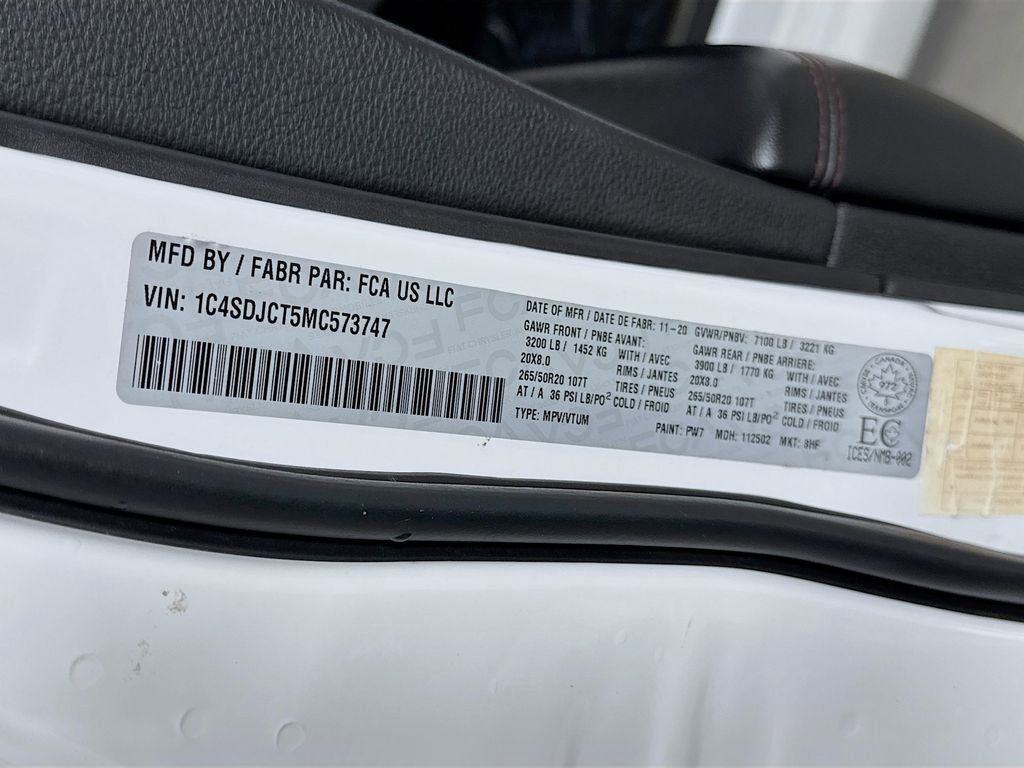 MFD BY / FABR PAR: FCA US LLC
VIN: 1C4SDJCT5MC573747
DATE OF MFR / DATE DE FABR: 11-20 GVWR/PNBV: 7100 LB / 3221 KG
GAWR FRONT / PNBE AVANT: GAWR REAR / PNBE ARRIERE:
3200 LB / 1452 KG WITH / AVEC 3900 LB / 1770 KG WITH / AVEC
20X8.0 RIMS / JANTES 20X8.0 RIMS / JANTES
265/50R20 107T TIRES / PNEUS 265/50R20 107T TIRES / PNEUS
AT / A 36 PSI LB/PO² COLD / FROID AT / A 36 PSI LB/PO² COLD / FROID
TYPE: MPV/VTUM PAINT: PW7 MDH: 112502 MKT: 8HF
CANADA
972
TRANSPORT
EC
ICES/NMB-002